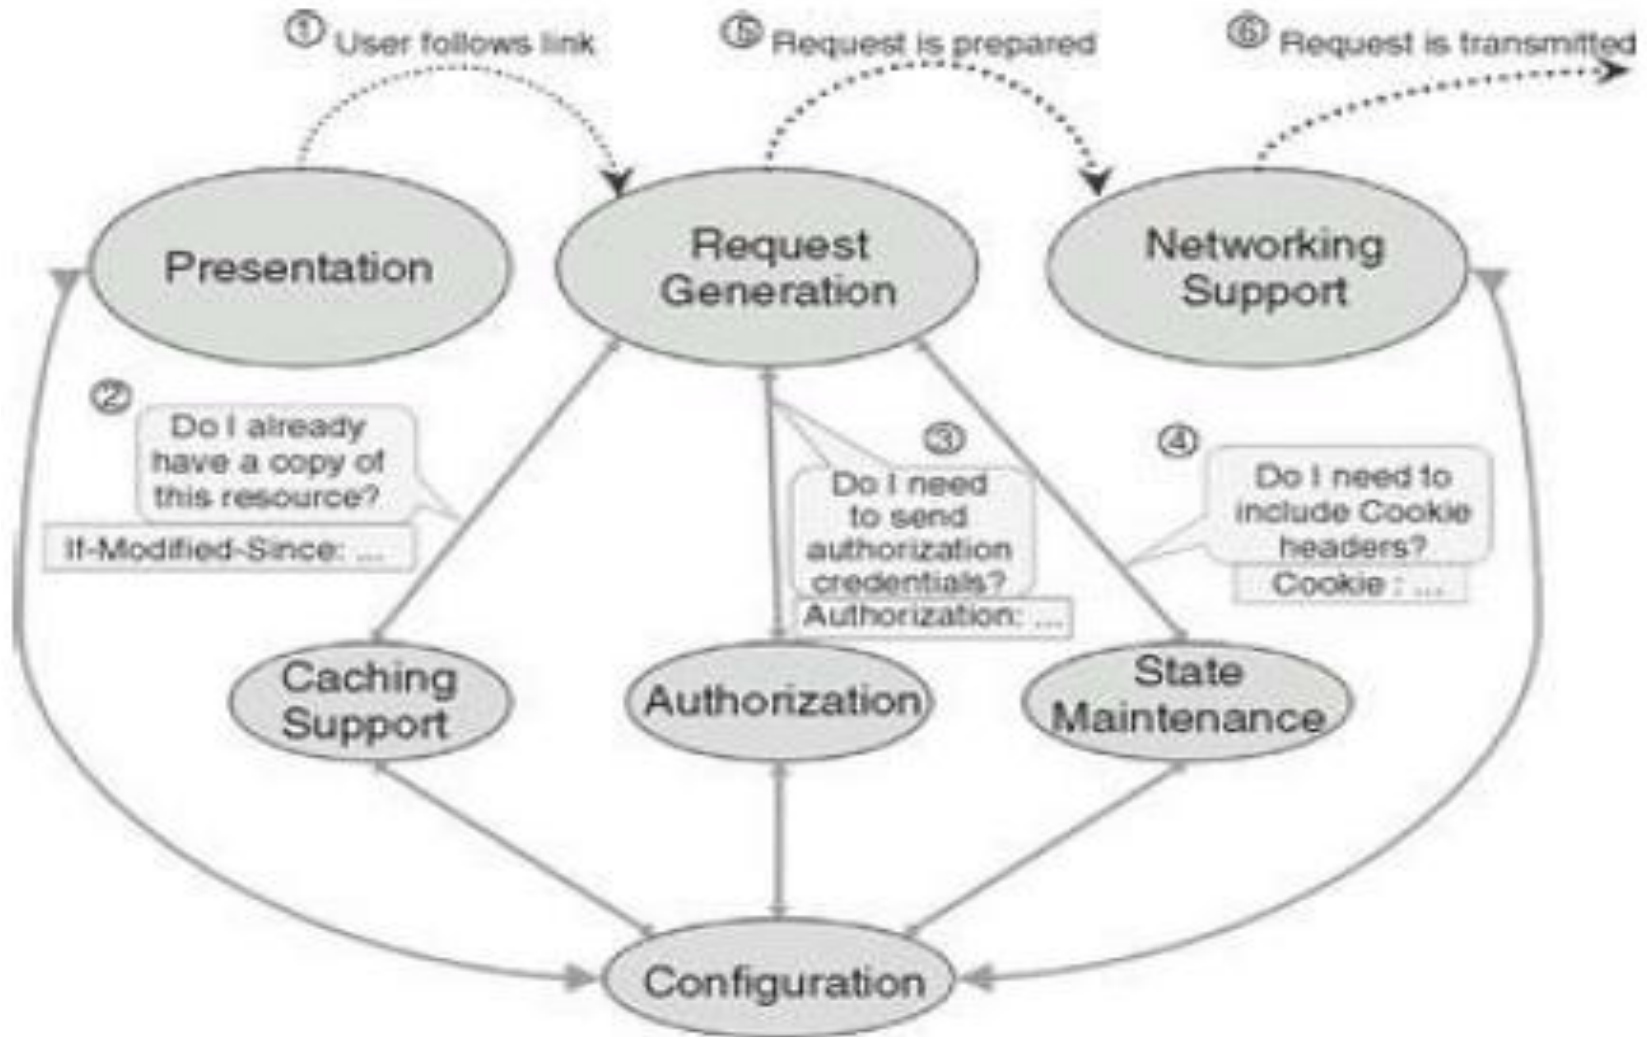 ① User follows link
⑤ Request is prepared
⑥ Request is transmitted
Presentation
Request
Generation
Networking
Support
②
Do I already
have a copy of
this resource?
If-Modified-Since: ...
③
Do I need
to send
authorization
credentials?
Authorization: ...
④
Do I need to
include Cookie
headers?
Cookie : ...
Caching
Support
Authorization
State
Maintenance
Configuration